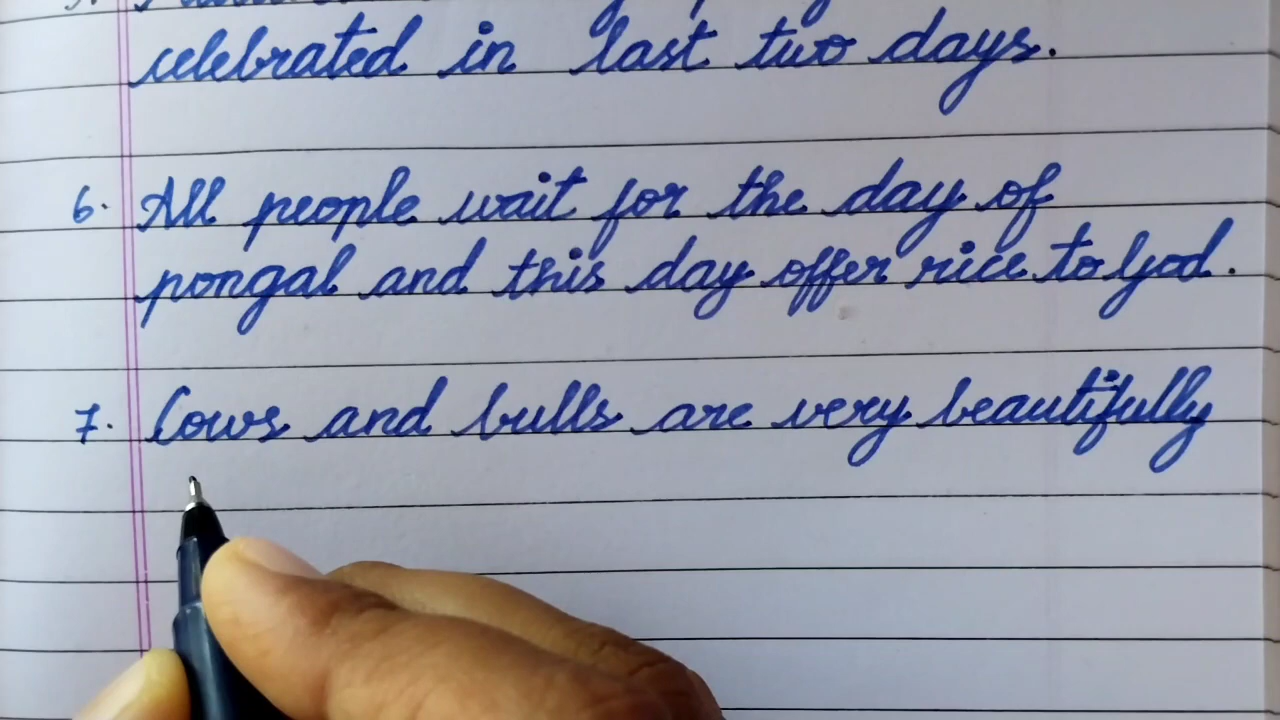 celebrated in last two days.
6. All people wait for the day of
pongal and this day offer rice to God.
7. Cows and bulls are very beautifully